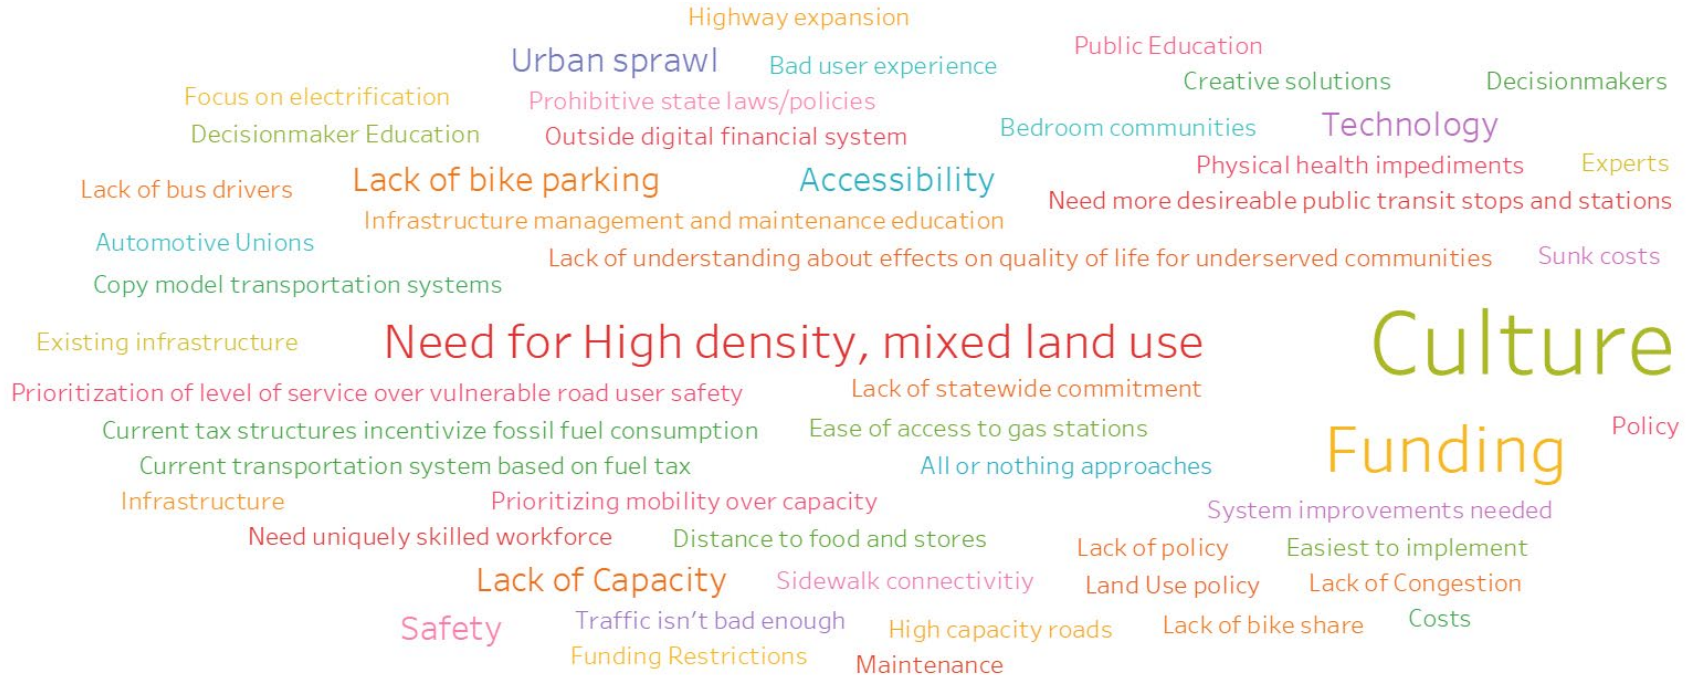 Highway expansion
Public Education
Urban sprawl
Bad user experience
Creative solutions
Decisionmakers
Focus on electrification
Prohibitive state laws/policies
Decisionmaker Education
Outside digital financial system
Bedroom communities
Technology
Physical health impediments
Experts
Lack of bus drivers
Lack of bike parking
Accessibility
Need more desireable public transit stops and stations
Infrastructure management and maintenance education
Automotive Unions
Lack of understanding about effects on quality of life for underserved communities
Sunk costs
Copy model transportation systems
Existing infrastructure
Need for High density, mixed land use
Culture
Prioritization of level of service over vulnerable road user safety
Lack of statewide commitment
Current tax structures incentivize fossil fuel consumption
Ease of access to gas stations
Funding
Policy
Current transportation system based on fuel tax
All or nothing approaches
Infrastructure
Prioritizing mobility over capacity
System improvements needed
Need uniquely skilled workforce
Distance to food and stores
Lack of policy
Easiest to implement
Lack of Capacity
Sidewalk connectivitiy
Land Use policy
Lack of Congestion
Safety
Traffic isn’t bad enough
High capacity roads
Lack of bike share
Costs
Funding Restrictions
Maintenance